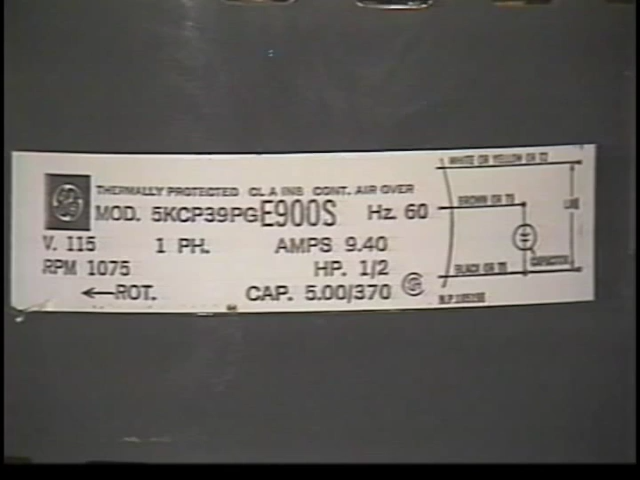 THERMALLY PROTECTED CL A INS CONT. AIR OVER
MOD. 5KCP39PGE900S Hz. 60
V. 115 1 PH. AMPS 9.40
RPM 1075 HP. 1/2
←ROT. CAP. 5.00/370
WHITE OR YELLOW OR T2
BROWN OR T5
LINE
CAPACITOR
BLACK OR T5
N.P.